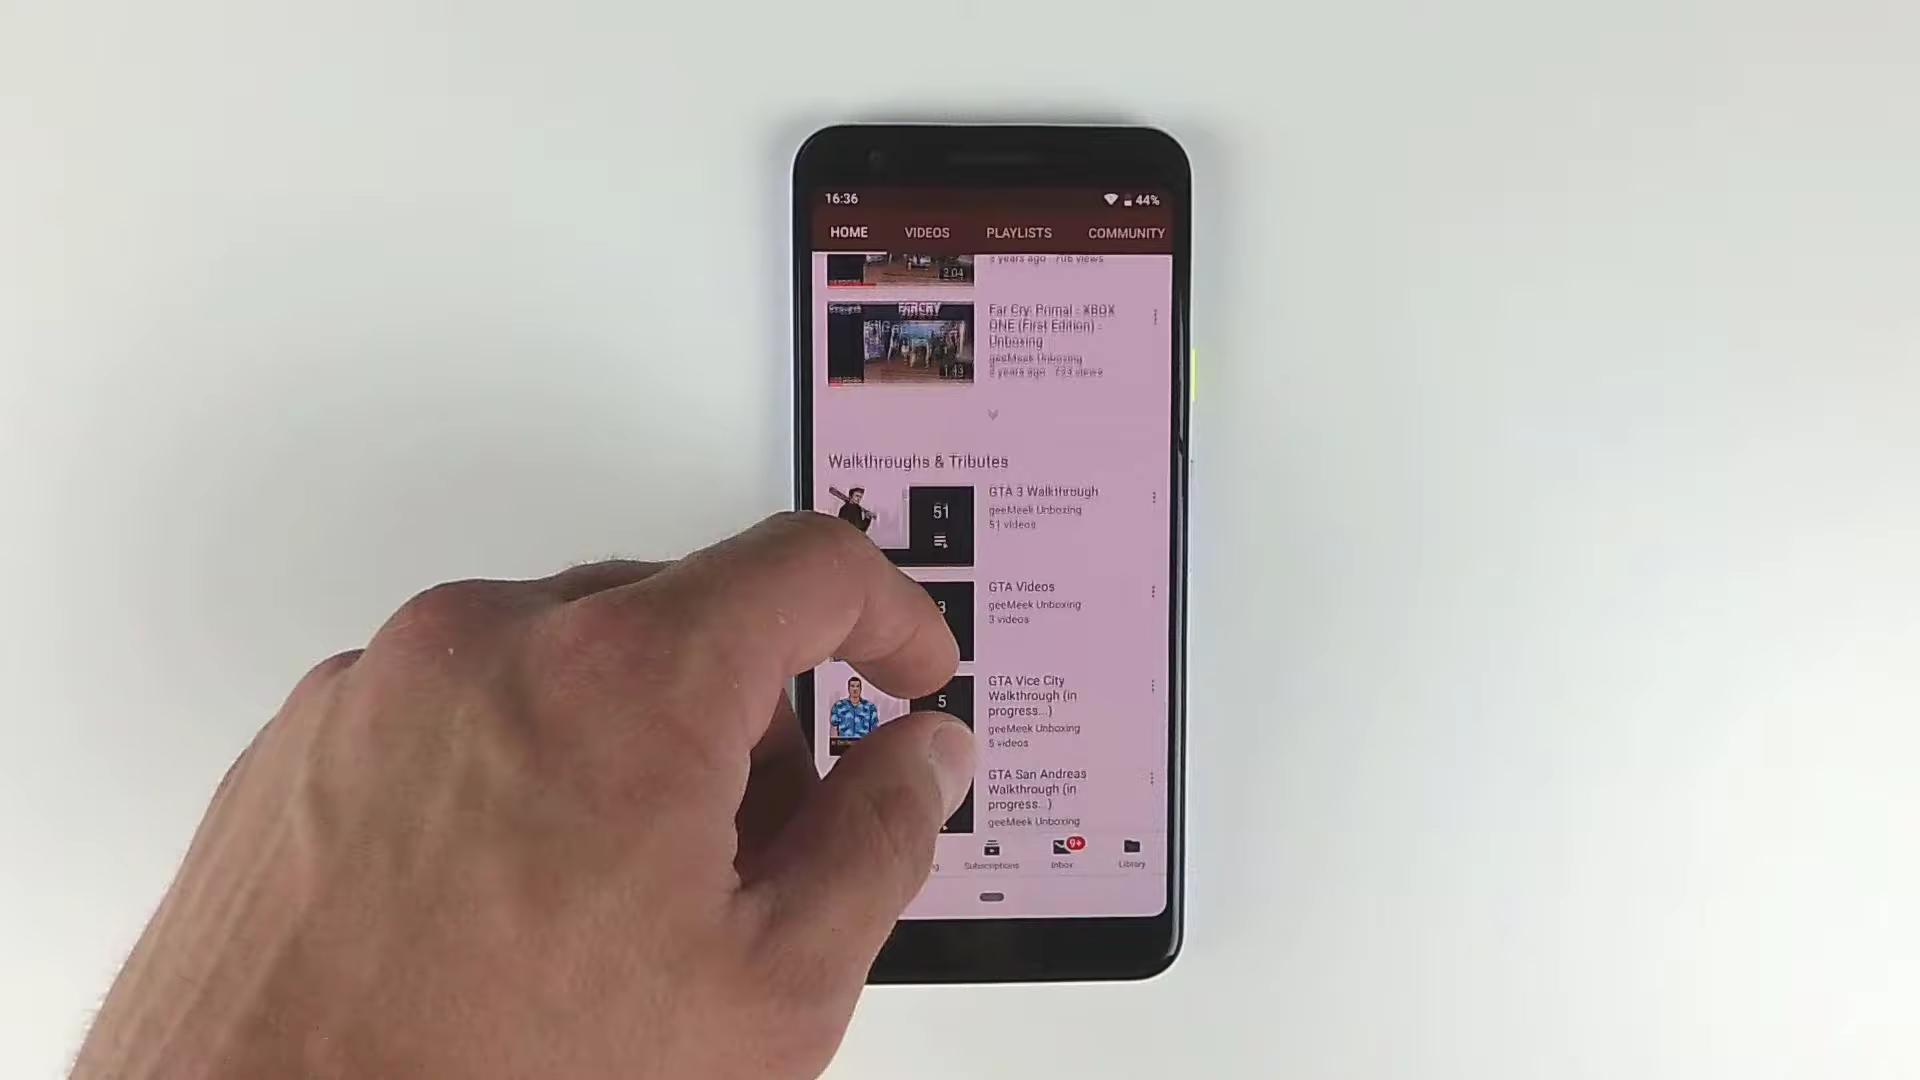 16:36
44%
HOME VIDEOS PLAYLISTS COMMUNITY
2:04
FARCRY
Far Cry: Primal - XBOX
ONE (First Edition) -
Unboxing
geeMeek Unboxing
1:43
Walkthroughs & Tributes
51
GTA 3 Walkthrough
geeMeek Unboxing
51 videos
3
GTA Videos
geeMeek Unboxing
3 videos
5
GTA Vice City
Walkthrough (in
progress...)
geeMeek Unboxing
5 videos
GTA San Andreas
Walkthrough (in
progress...)
geeMeek Unboxing
9+
Subscriptions Inbox Library